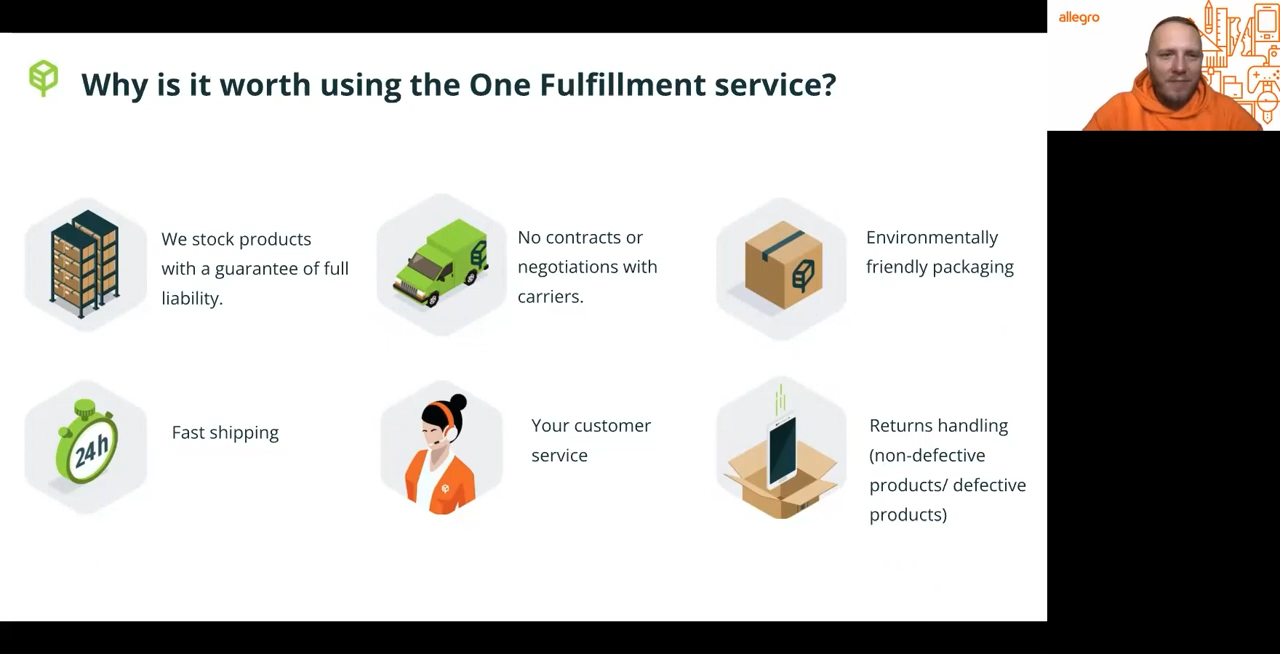 allegro
Why is it worth using the One Fulfillment service?
We stock products
with a guarantee of full
liability.
No contracts or
negotiations with
carriers.
Environmentally
friendly packaging
24h
Fast shipping
Your customer
service
Returns handling
(non-defective
products/ defective
products)